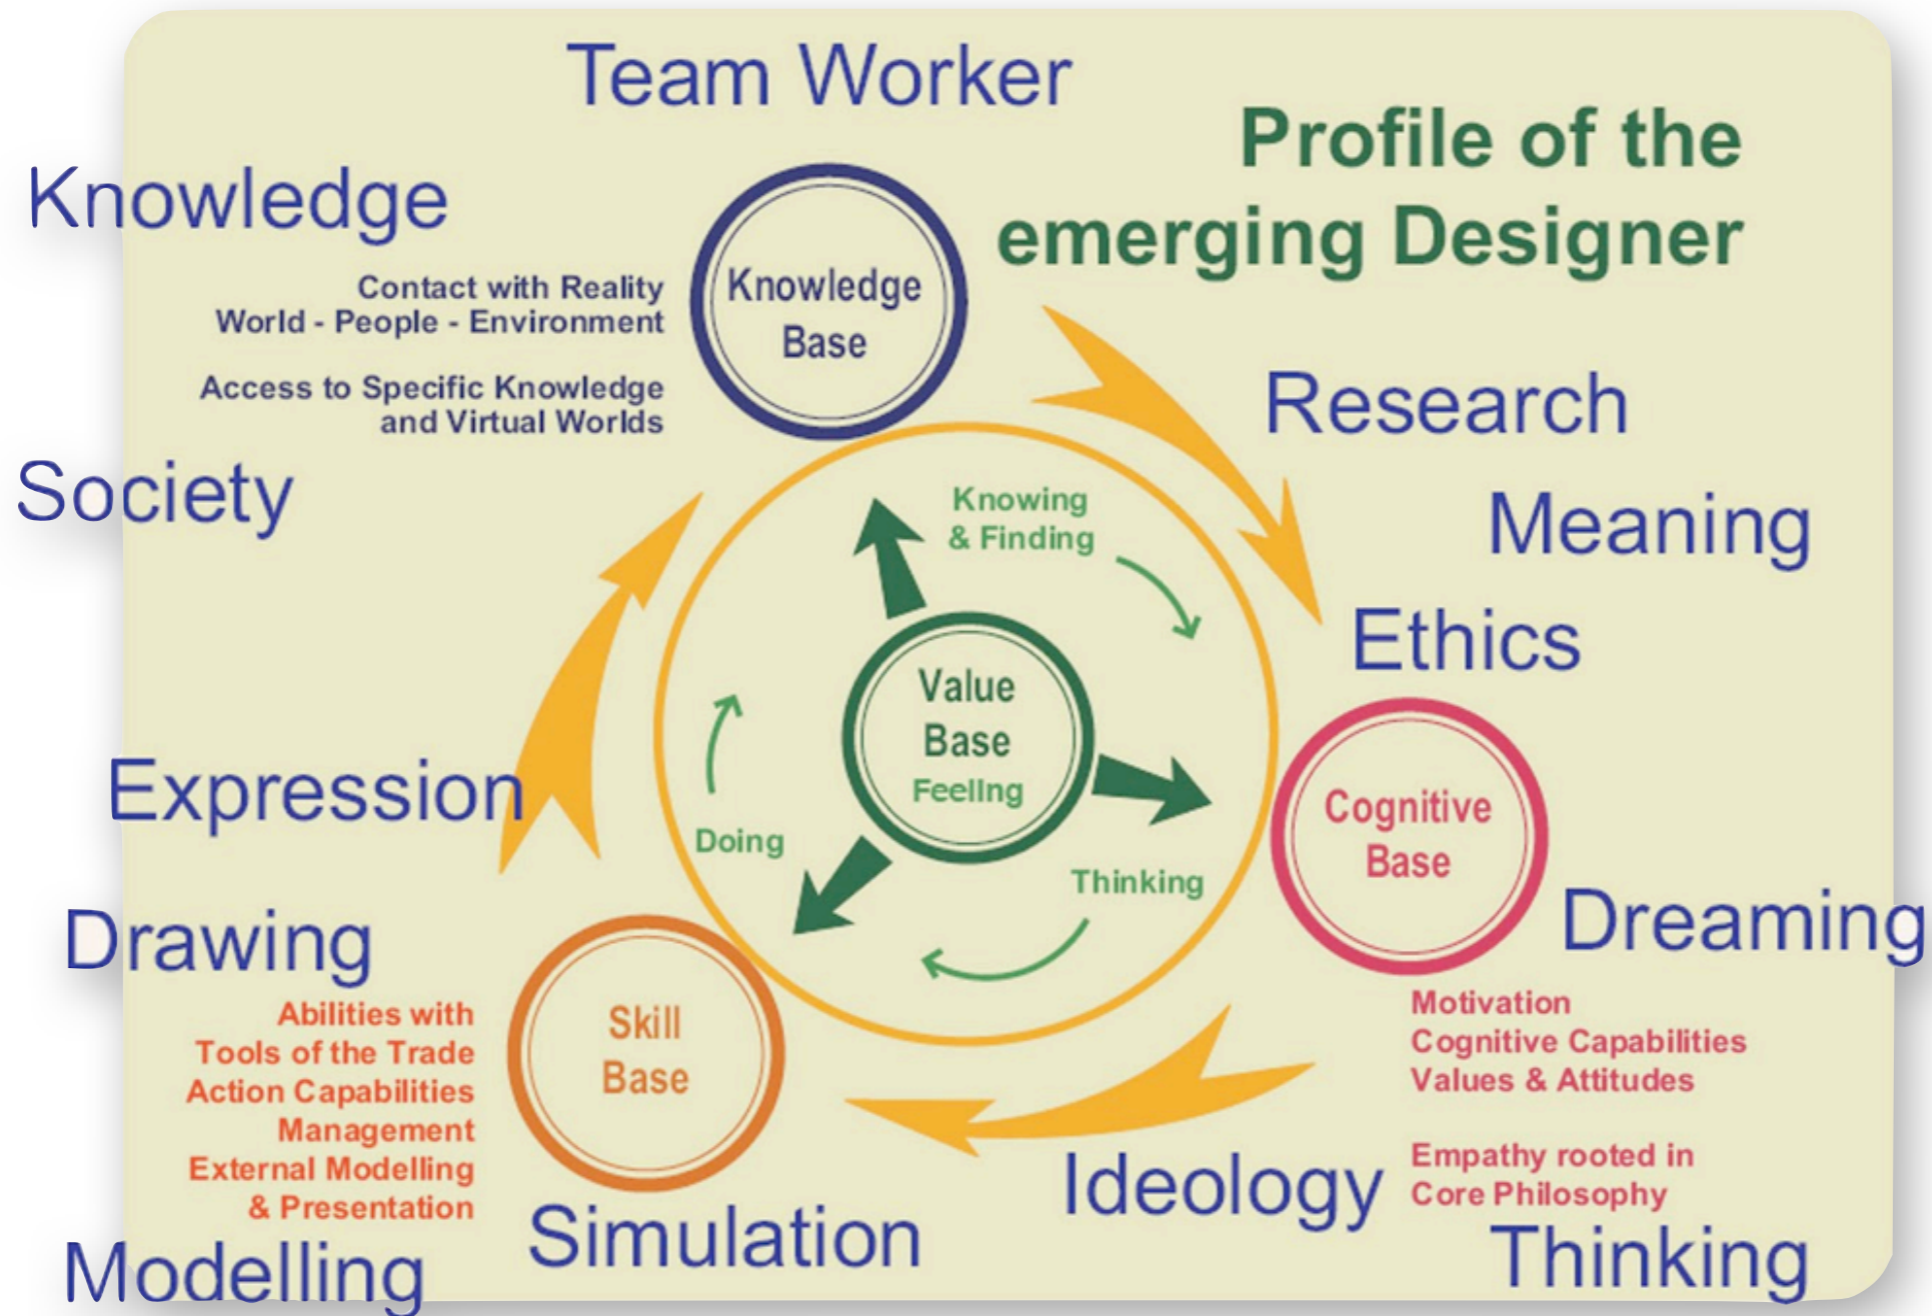 Team Worker
Profile of the
emerging Designer
Knowledge
Contact with Reality
World - People - Environment
Access to Specific Knowledge
and Virtual Worlds
Knowledge
Base
Research
Meaning
Ethics
Society
Knowing
& Finding
Value
Base
Feeling
Expression
Doing
Thinking
Cognitive
Base
Dreaming
Drawing
Abilities with
Tools of the Trade
Action Capabilities
Management
External Modelling
& Presentation
Skill
Base
Motivation
Cognitive Capabilities
Values & Attitudes
Empathy rooted in
Core Philosophy
Ideology
Simulation
Modelling
Thinking